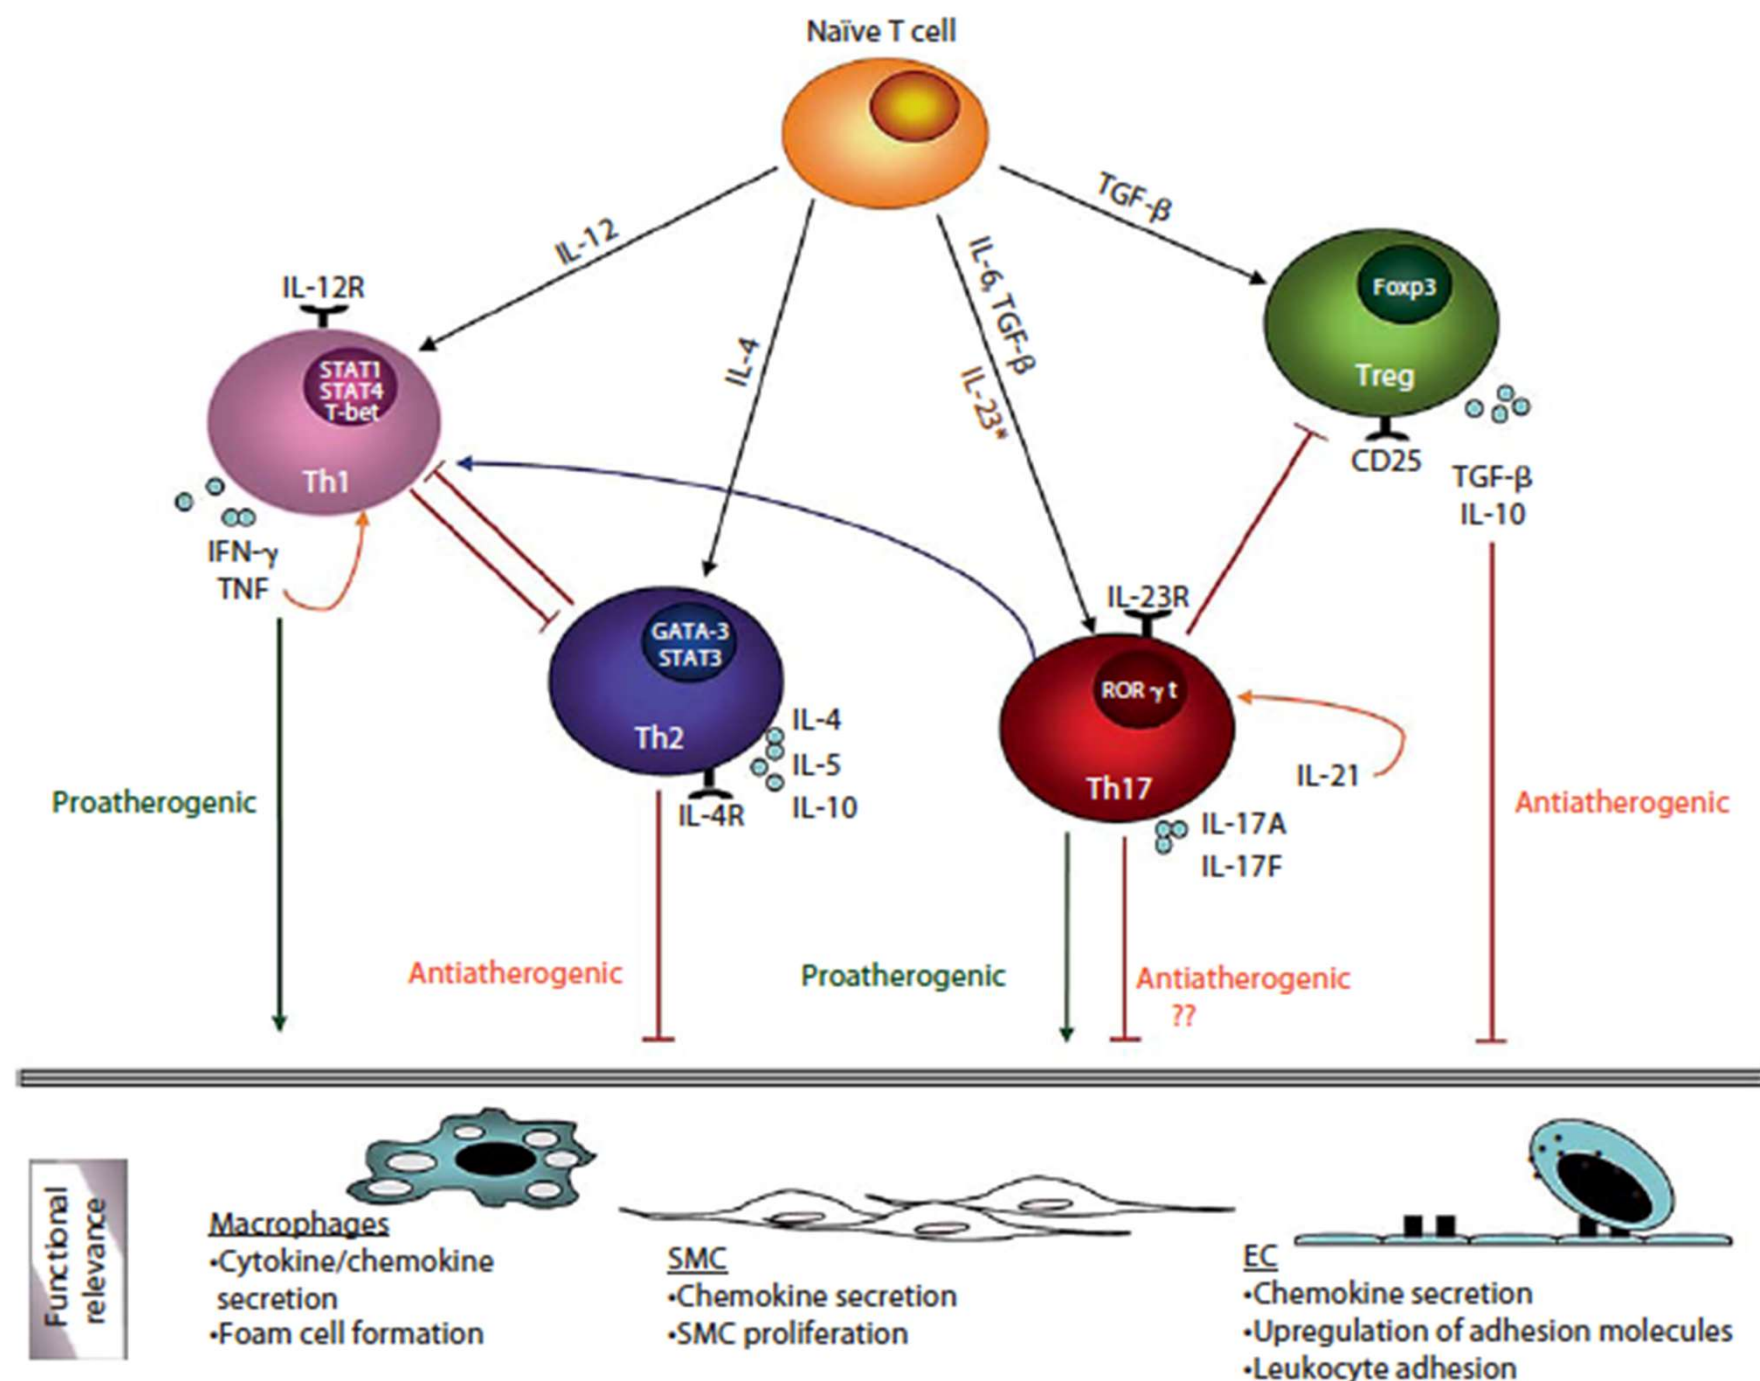 Naïve T cell
IL-12
IL-4
IL-6, TGF-β
IL-23*
TGF-β
IL-12R
STAT1
STAT4
T-bet
Th1
IFN-γ
TNF
Foxp3
Treg
CD25
TGF-β
IL-10
GATA-3
STAT3
Th2
IL-4
IL-5
IL-10
IL-4R
IL-23R
ROR γ t
Th17
IL-21
IL-17A
IL-17F
Proatherogenic
Antiatherogenic
Proatherogenic
Antiatherogenic
??
Antiatherogenic
Functional
relevance
Macrophages
•Cytokine/chemokine
secretion
•Foam cell formation
SMC
•Chemokine secretion
•SMC proliferation
EC
•Chemokine secretion
•Upregulation of adhesion molecules
•Leukocyte adhesion